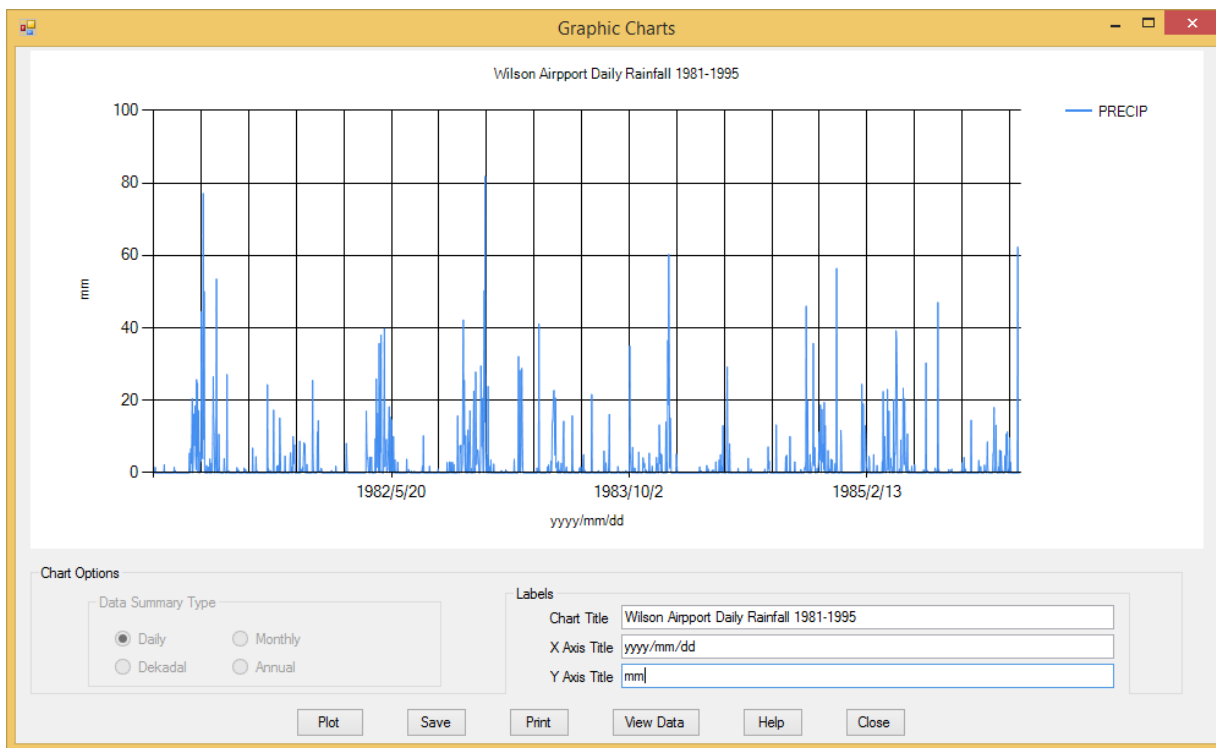 Graphic Charts
Wilson Airpport Daily Rainfall 1981-1995
PRECIP
100
80
60
40
20
0
mm
1982/5/20 1983/10/2 1985/2/13
yyyy/mm/dd
Chart Options
Data Summary Type
Daily Monthly
Dekadal Annual
Labels
Chart Title Wilson Airpport Daily Rainfall 1981-1995
X Axis Title yyyy/mm/dd
Y Axis Title mm
Plot Save Print View Data Help Close